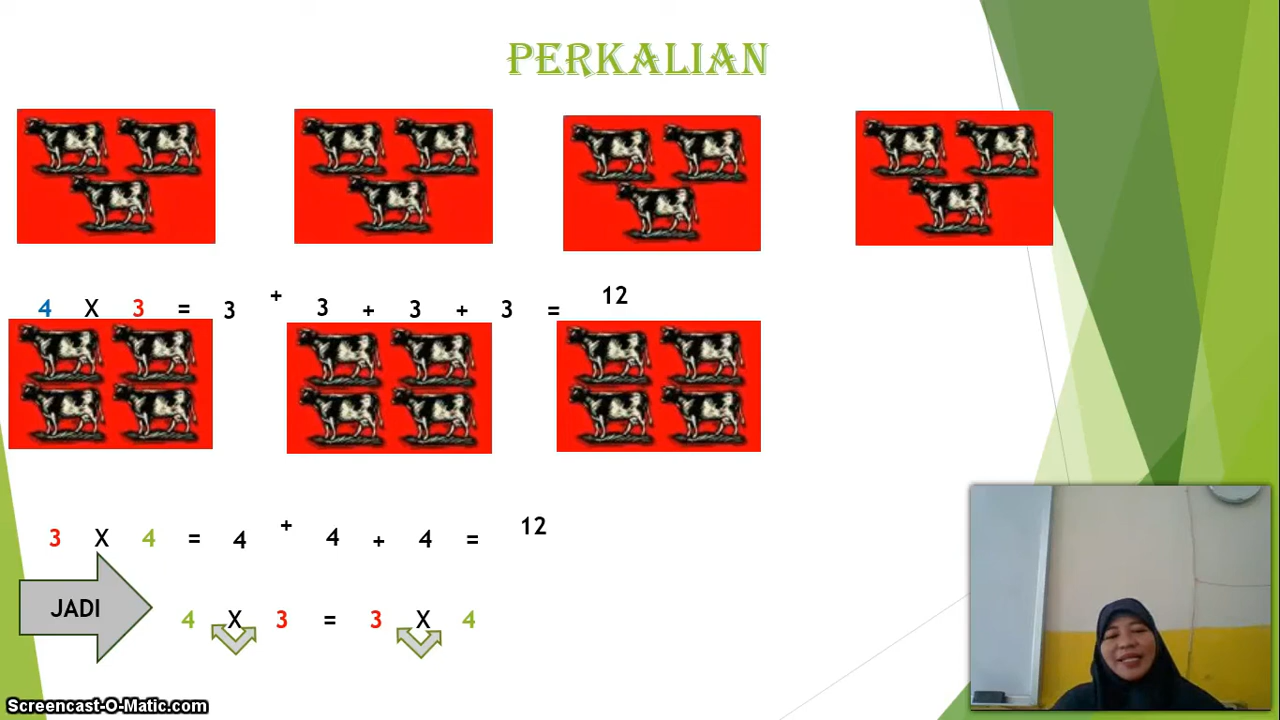 PERKALIAN
4 X 3 = 3 + 3 + 3 + 3 = 12
3 X 4 = 4 + 4 + 4 = 12
JADI
4 X 3 = 3 X 4
Screencast-O-Matic.com